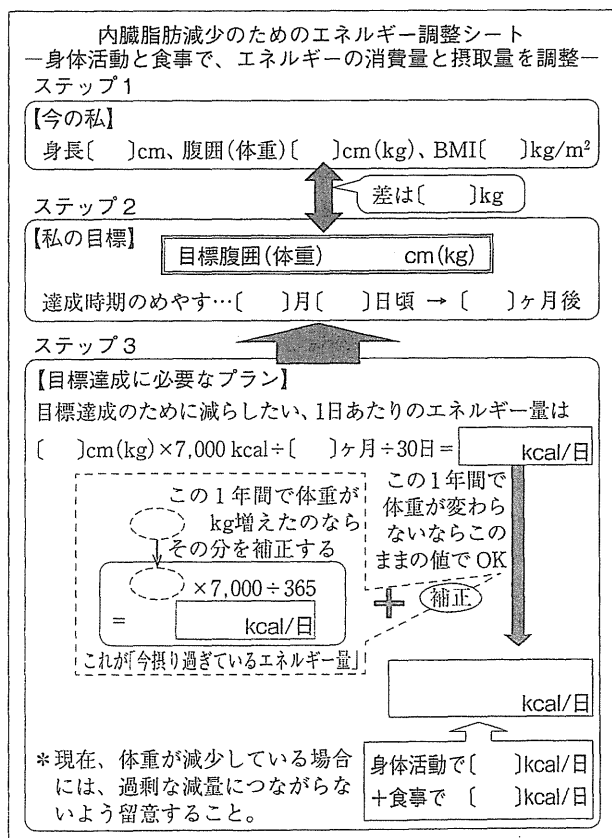 内臓脂肪減少のためのエネルギー調整シート
―身体活動と食事で、エネルギーの消費量と摂取量を調整―
ステップ1
【今の私】
身長〔　〕cm、腹囲(体重)〔　〕cm(kg)、BMI〔　〕kg/m²
差は〔　〕kg
ステップ2
【私の目標】
目標腹囲(体重)　　cm(kg)
達成時期のめやす…〔　〕月〔　〕日頃 → 〔　〕ヶ月後
ステップ3
【目標達成に必要なプラン】
目標達成のために減らしたい、1日あたりのエネルギー量は
〔　〕cm(kg)×7,000 kcal÷〔　〕ヶ月÷30日=　kcal/日
この1年間で体重が
kg増えたのなら
その分を補正する
×7,000÷365
=　kcal/日
これが「今摂り過ぎているエネルギー量」
この1年間で
体重が変わら
ないならこの
ままの値でOK
+ 補正
kcal/日
身体活動で〔　〕kcal/日
+食事で 〔　〕kcal/日
*現在、体重が減少している場合
には、過剰な減量につながらな
いよう留意すること。